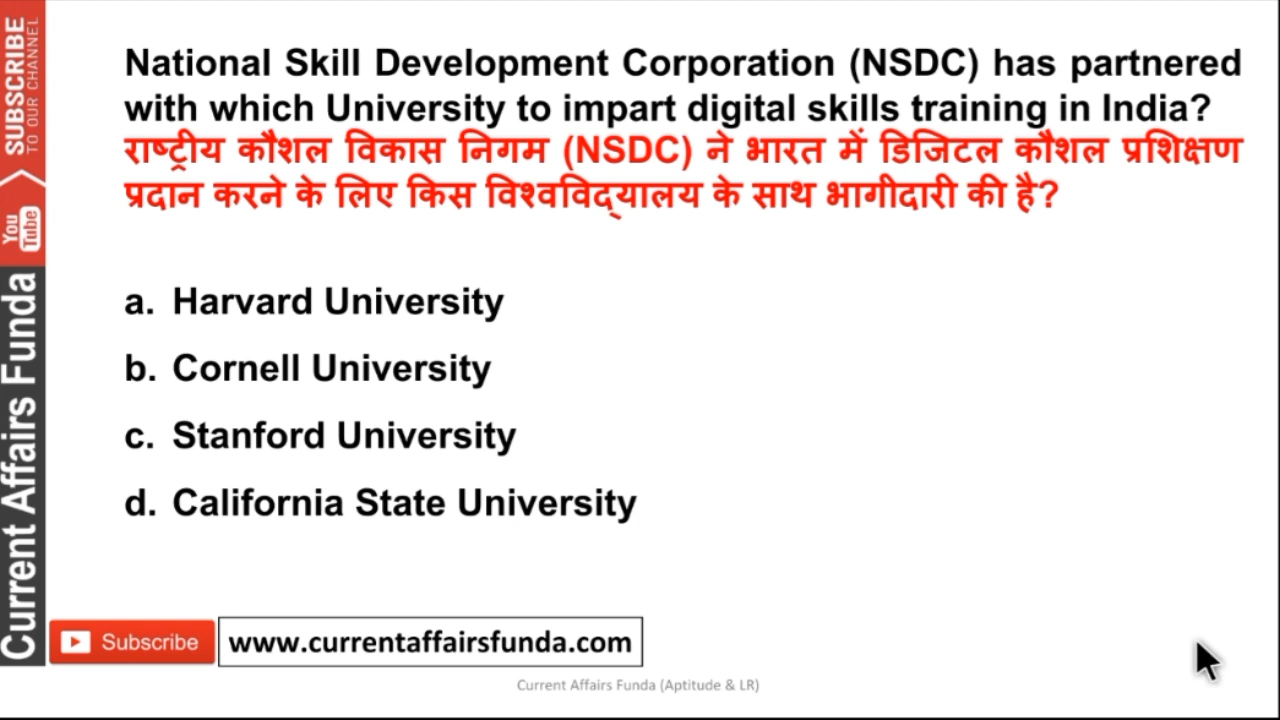 National Skill Development Corporation (NSDC) has partnered
with which University to impart digital skills training in India?
राष्ट्रीय कौशल विकास निगम (NSDC) ने भारत में डिजिटल कौशल प्रशिक्षण
प्रदान करने के लिए किस विश्वविद्यालय के साथ भागीदारी की है?
a. Harvard University
b. Cornell University
c. Stanford University
d. California State University
SUBSCRIBE
TO OUR CHANNEL
You
Tube
Current Affairs Funda
Subscribe
www.currentaffairsfunda.com
Current Affairs Funda (Aptitude & LR)